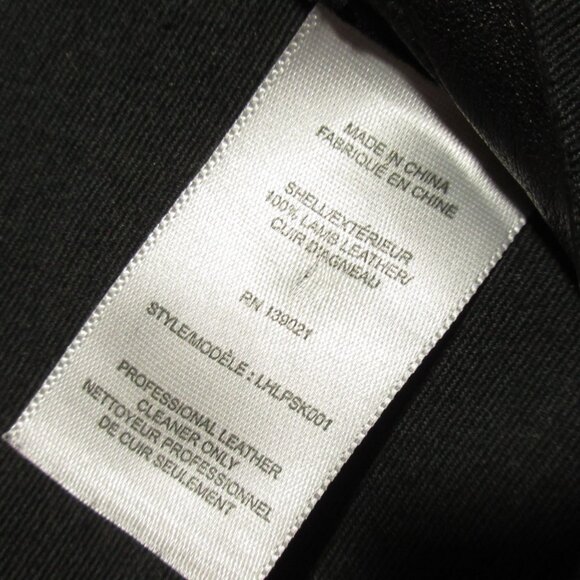 MADE IN CHINA
FABRIQUÉ EN CHINE
SHELL/EXTÉRIEUR
100% LAMB LEATHER/
CUIR D'AGNEAU
RN 139021
STYLE/MODÈLE : LHLPSK001
PROFESSIONAL LEATHER
CLEANER ONLY
NETTOYEUR PROFESSIONNEL
DE CUIR SEULEMENT